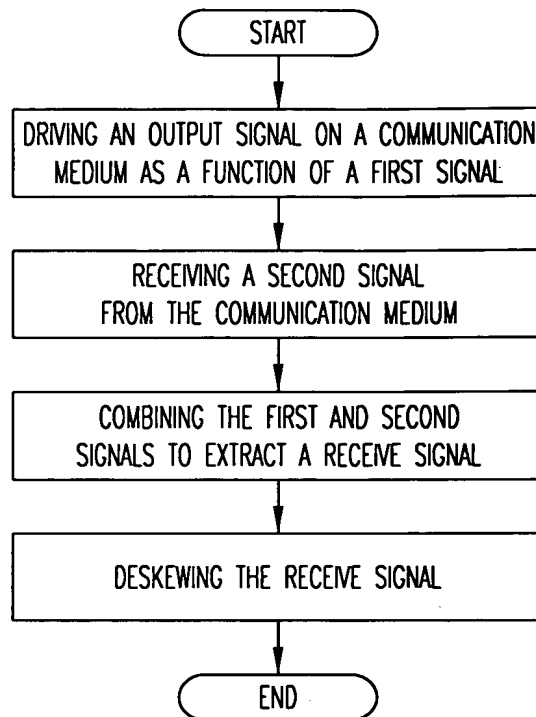 START
DRIVING AN OUTPUT SIGNAL ON A COMMUNICATION
MEDIUM AS A FUNCTION OF A FIRST SIGNAL
RECEIVING A SECOND SIGNAL
FROM THE COMMUNICATION MEDIUM
COMBINING THE FIRST AND SECOND
SIGNALS TO EXTRACT A RECEIVE SIGNAL
DESKEWING THE RECEIVE SIGNAL
END